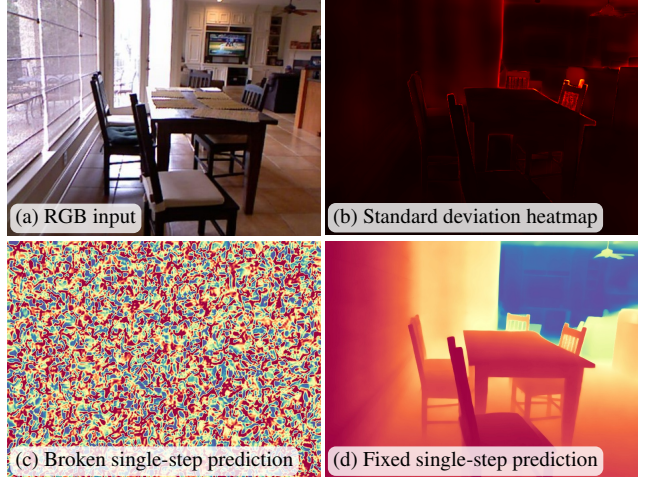 (a) RGB input
(b) Standard deviation heatmap
(c) Broken single-step prediction
(d) Fixed single-step prediction